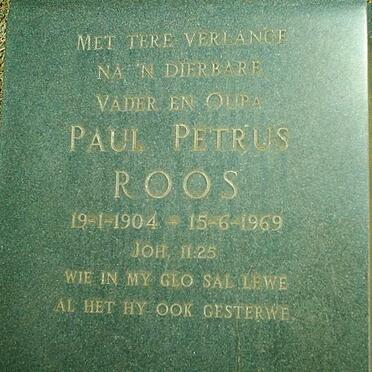 MET TERE VERLANGE
NA 'N DIERBARE
VADER EN OUPA
PAUL PETRUS
ROOS
19-1-1904 = 15-6-1969
JOH. 11:25
WIE IN MY GLO SAL LEWE
AL HET HY OOK GESTERWE.